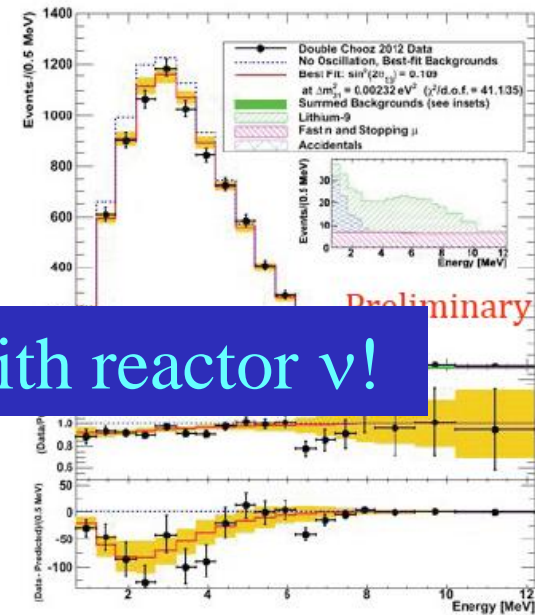 1400
1200
1000
800
600
400
Events/(0.5 MeV)
Double Chooz 2012 Data
No Oscillation, Best-fit Backgrounds
Best Fit: sin²(2θ₁₃) = 0.109
at Δm²₃₁ = 0.00232 eV² (χ²/d.o.f. = 41.1/35)
Summed Backgrounds (see insets)
Lithium-9
Fast n and Stopping μ
Accidentals
Events/(0.5 MeV)
30
20
10
0
2 4 6 8 10 12
Energy [MeV]
Preliminary
ith reactor ν!
(Data/P
1.0
0.8
0.6
(Data - Predicted)/(0.5 MeV)
50
0
-50
-100
2 4 6 8 10 12
Energy [MeV]